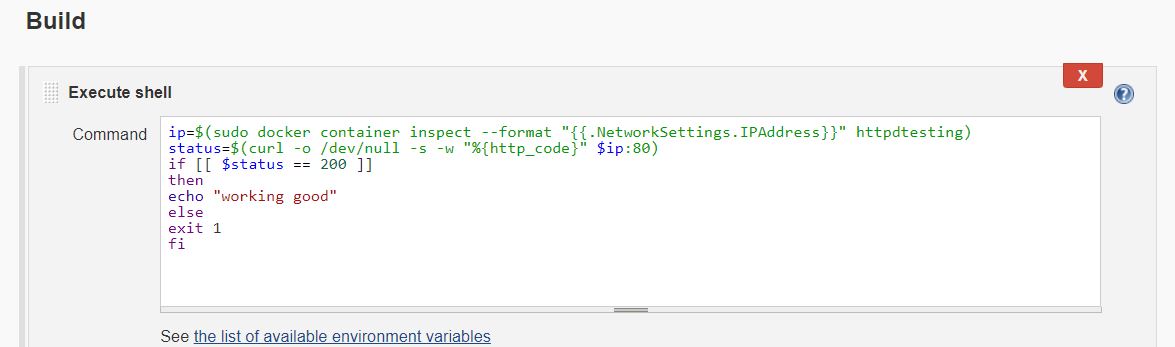 Build
X
Execute shell
?
Command
ip=$(sudo docker container inspect --format "{{.NetworkSettings.IPAddress}}" httpdtesting)
status=$(curl -o /dev/null -s -w "%{http_code}" $ip:80)
if [[ $status == 200 ]]
then
echo "working good"
else
exit 1
fi
See the list of available environment variables